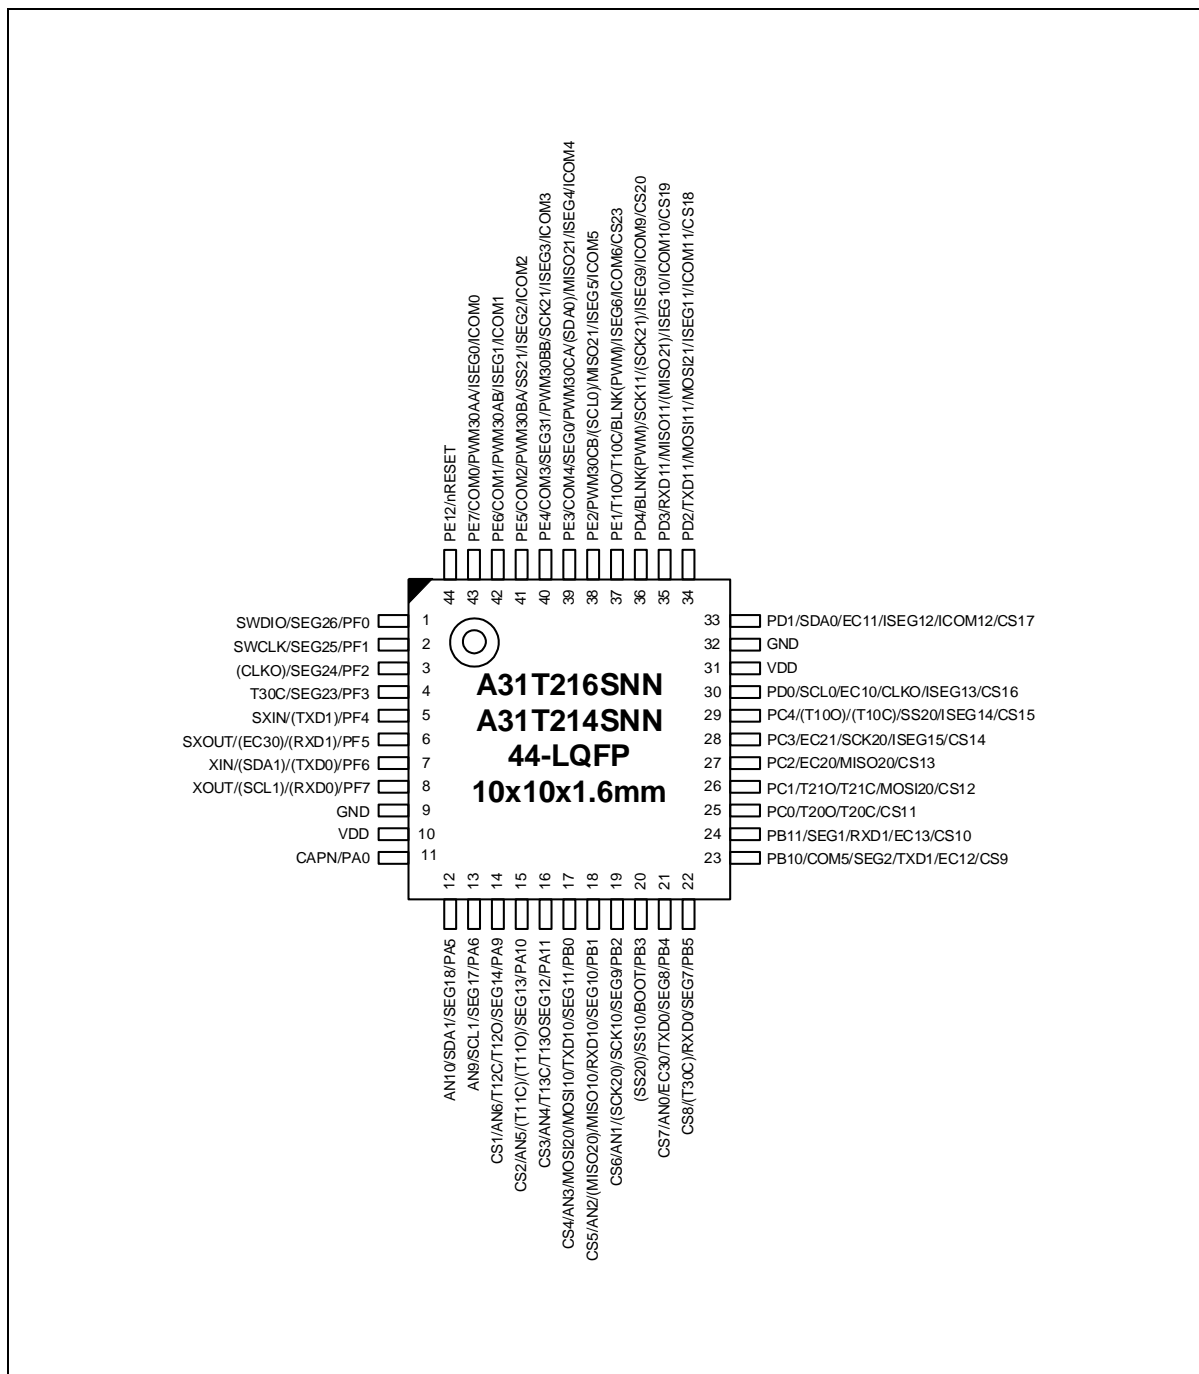 PE12/nRESET
PE7/COM0/PWM30AA/ISEG0/ICOM0
PE6/COM1/PWM30AB/ISEG1/ICOM1
PE5/COM2/PWM30BA/SS21/ISEG2/ICOM2
PE4/COM3/SEG31/PWM30BB/SCK21/ISEG3/ICOM3
PE3/COM4/SEG0/PWM30CA/(SDA0)/MISO21/ISEG4/ICOM4
PE2/PWM30CB/(SCL0)/MISO21/ISEG5/ICOM5
PE1/T10O/T10C/BLNK(PWM)/ISEG6/ICOM6/CS23
PD4/BLNK(PWM)/SCK11/(SCK21)/ISEG9/ICOM9/CS20
PD3/RXD11/MISO11/(MISO21)/ISEG10/ICOM10/CS19
PD2/TXD11/MOSI11/MOSI21/ISEG11/ICOM11/CS18
44
43
42
41
40
39
38
37
36
35
34
SWDIO/SEG26/PF0 1
SWCLK/SEG25/PF1 2
(CLKO)/SEG24/PF2 3
T30C/SEG23/PF3 4
SXIN/(TXD1)/PF4 5
SXOUT/(EC30)/(RXD1)/PF5 6
XIN/(SDA1)/(TXD0)/PF6 7
XOUT/(SCL1)/(RXD0)/PF7 8
GND 9
VDD 10
CAPN/PA0 11
A31T216SNN
A31T214SNN
44-LQFP
10x10x1.6mm
33 PD1/SDA0/EC11/ISEG12/ICOM12/CS17
32 GND
31 VDD
30 PD0/SCL0/EC10/CLKO/ISEG13/CS16
29 PC4/(T10O)/(T10C)/SS20/ISEG14/CS15
28 PC3/EC21/SCK20/ISEG15/CS14
27 PC2/EC20/MISO20/CS13
26 PC1/T21O/T21C/MOSI20/CS12
25 PC0/T20O/T20C/CS11
24 PB11/SEG1/RXD1/EC13/CS10
23 PB10/COM5/SEG2/TXD1/EC12/CS9
12
13
14
15
16
17
18
19
20
21
22
AN10/SDA1/SEG18/PA5
AN9/SCL1/SEG17/PA6
CS1/AN6/T12C/T12O/SEG14/PA9
CS2/AN5/(T11C)/(T11O)/SEG13/PA10
CS3/AN4/T13C/T13OSEG12/PA11
CS4/AN3/MOSI20/MOSI10/TXD10/SEG11/PB0
CS5/AN2/(MISO20)/MISO10/RXD10/SEG10/PB1
CS6/AN1/(SCK20)/SCK10/SEG9/PB2
(SS20)/SS10/BOOT/PB3
CS7/AN0/EC30/TXD0/SEG8/PB4
CS8/(T30C)/RXD0/SEG7/PB5